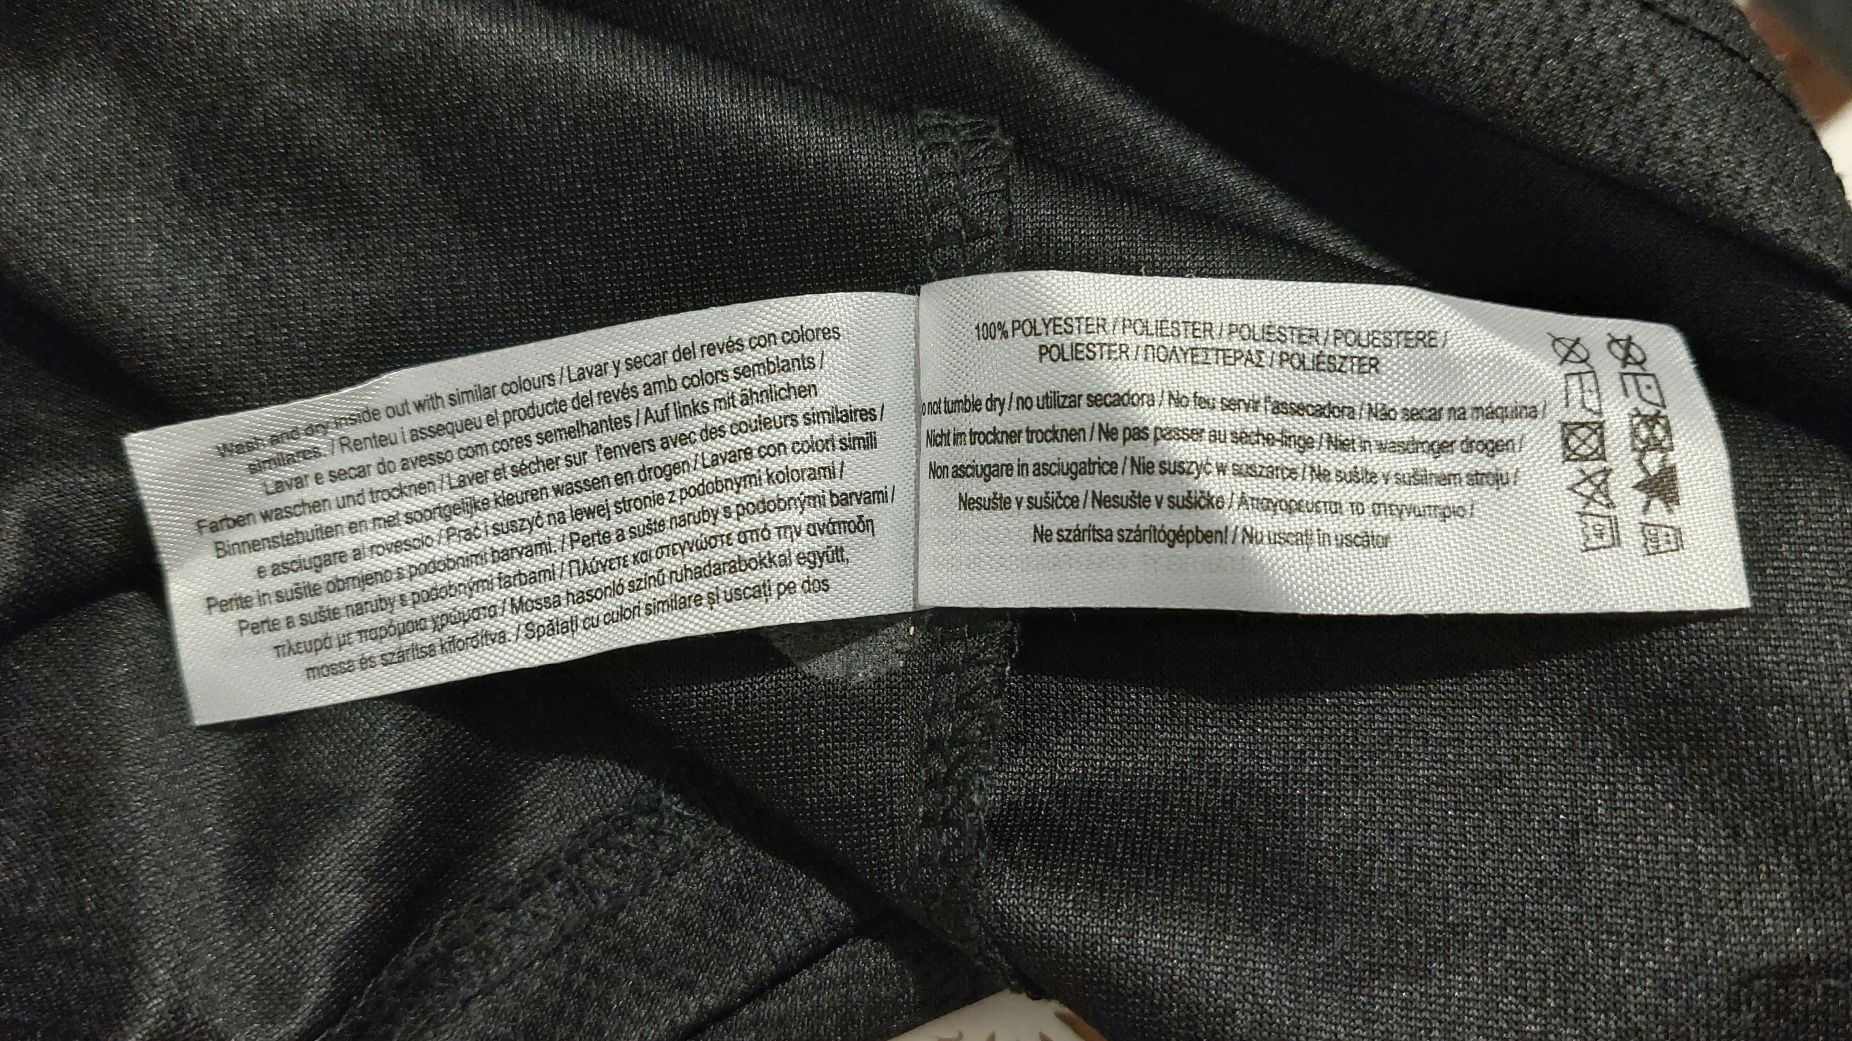 Wash and dry inside out with similar colours / Lavar y secar del revés con colores
similares. / Renteu i assequeu el producte del revés amb colors semblants /
Lavar e secar do avesso com cores semelhantes / Auf links mit ähnlichen
Farben waschen und trocknen / Laver et sécher sur l'envers avec des couleurs similaires /
Binnenstebuiten en met soortgelijke kleuren wassen en drogen / Lavare con colori simili
e asciugare al rovescio / Prać i suszyć na lewej stronie z podobnymi kolorami /
Perite in sušite obrnjeno s podobnimi barvami. / Perte a sušte naruby s podobnými barvami /
Perte a sušte naruby s podobnými farbami / Πλύνετε και στεγνώστε από την ανάποδη
πλευρά με παρόμοια χρώματα / Mossa hasonló színű ruhadarabokkal együtt,
mossa és szárítsa kifordítva. / Spălați cu culori similare și uscați pe dos
100% POLYESTER / POLIÉSTER / POLIÈSTER / POLIESTERE /
POLIESTER / ΠΟΛΥΕΣΤΕΡΑΣ / POLIÉSZTER
o not tumble dry / no utilizar secadora / No feu servir l'assecadora / Não secar na máquina /
Nicht im trockner trocknen / Ne pas passer au sèche-linge / Niet in wasdroger drogen /
Non asciugare in asciugatrice / Nie suszyć w suszarce / Ne sušite v sušilnem stroju /
Nesušte v sušičce / Nesušte v sušičke / Απαγορεύεται το στεγνωτήριο /
Ne szárítsa szárítógépben! / Nu uscați în uscător